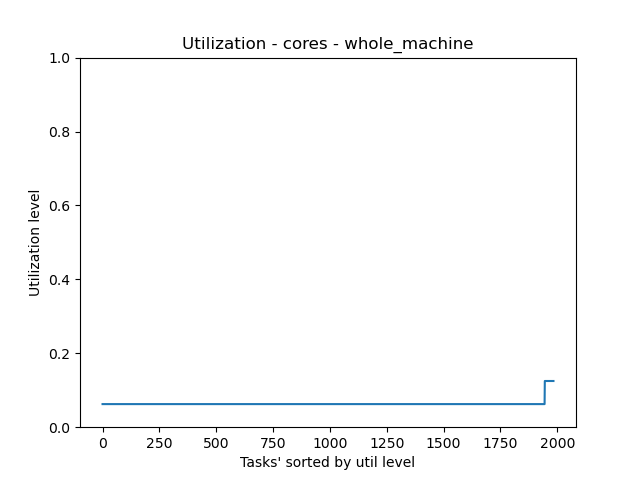 Utilization - cores - whole_machine
1.0
0.8
0.6
0.4
0.2
0.0
Utilization level
0 250 500 750 1000 1250 1500 1750 2000
Tasks' sorted by util level